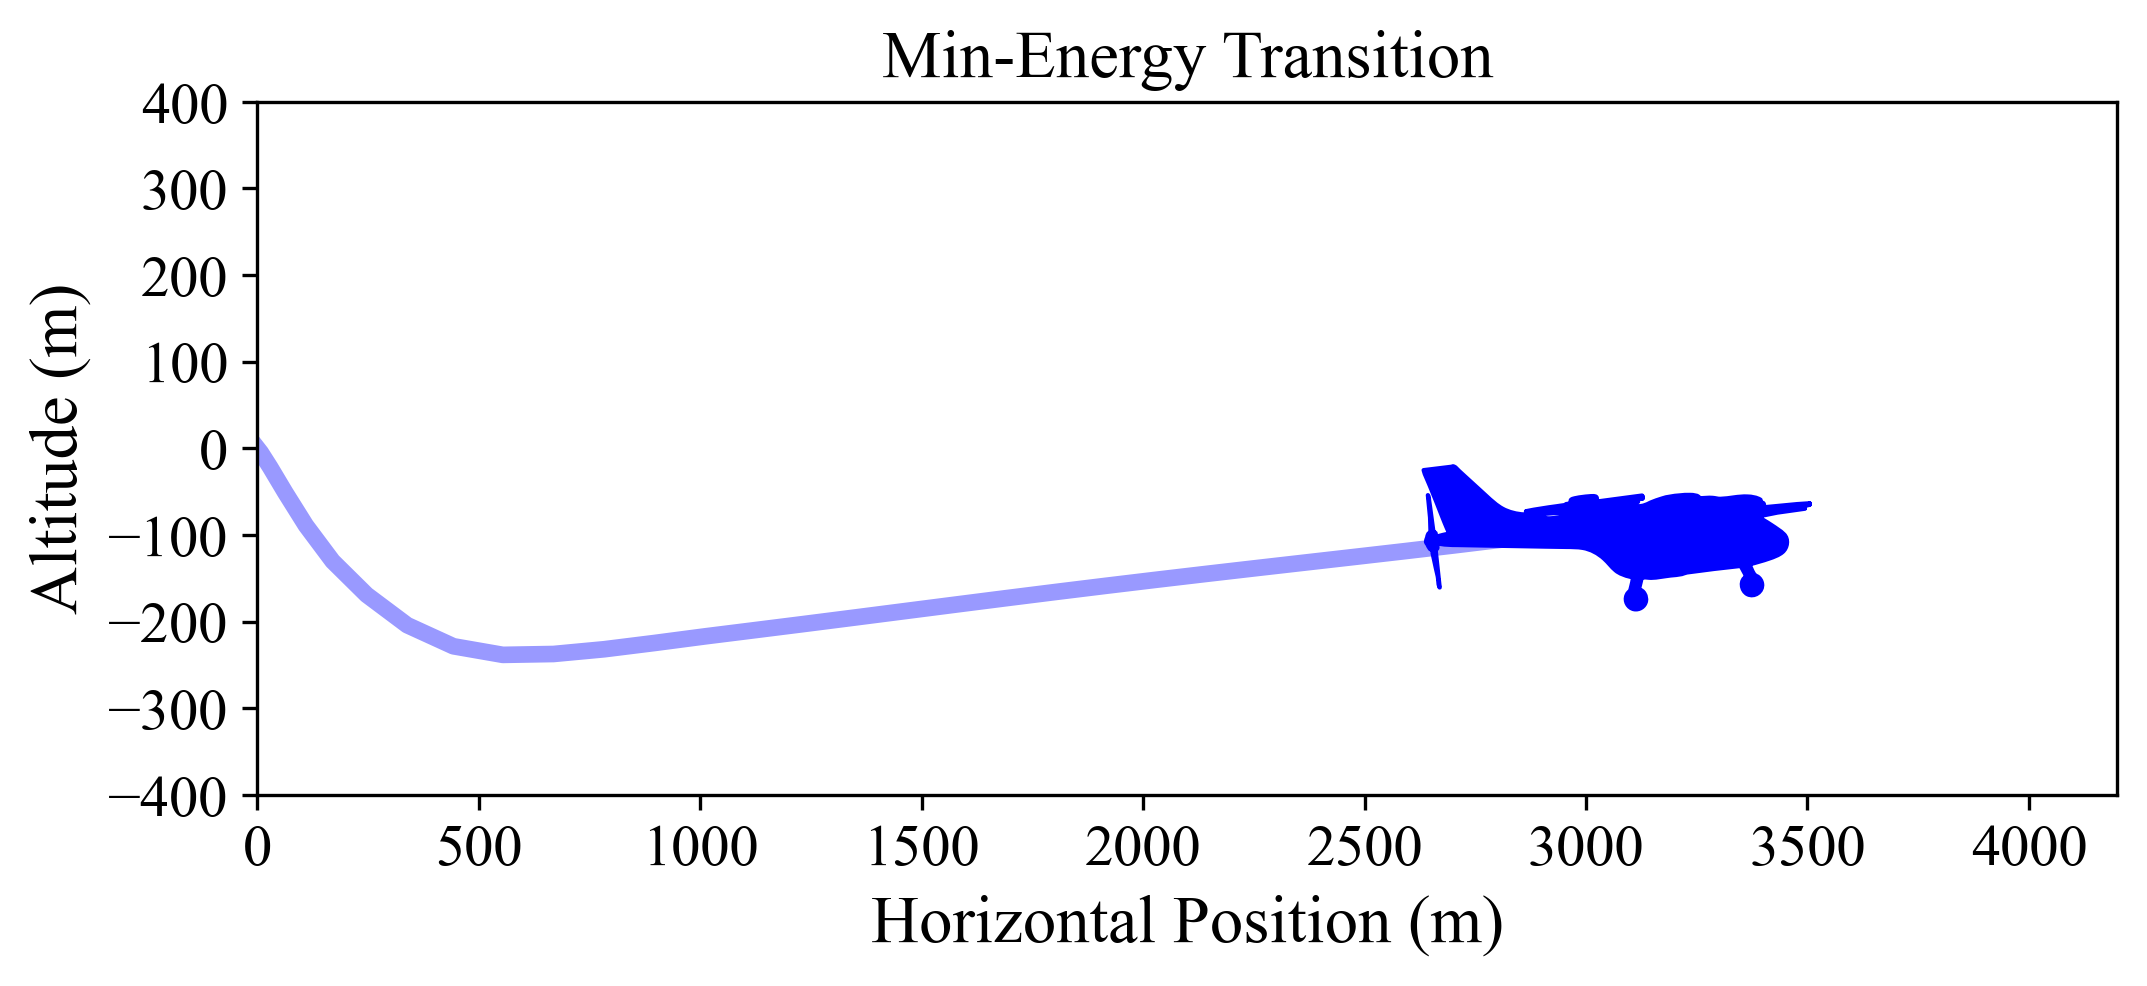 Min-Energy Transition
400
300
200
100
0
−100
−200
−300
−400
Altitude (m)
0 500 1000 1500 2000 2500 3000 3500 4000
Horizontal Position (m)